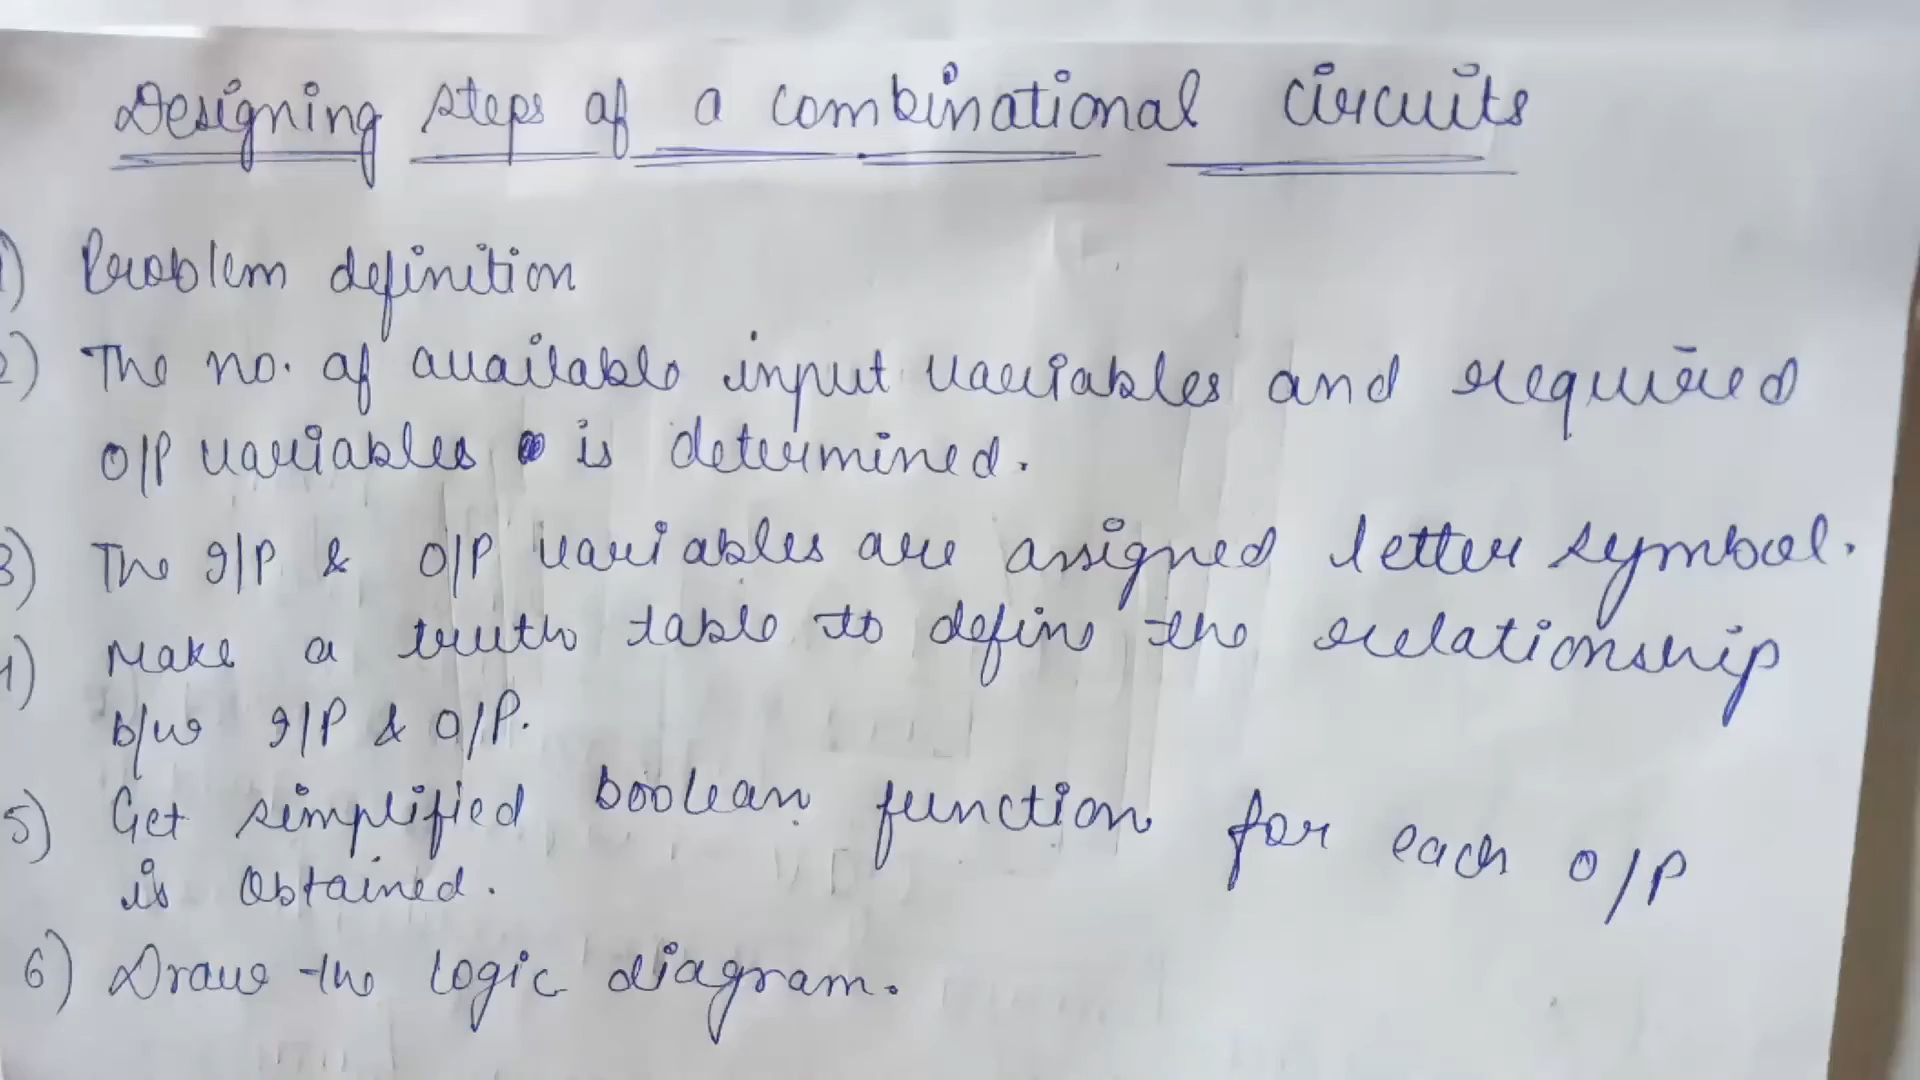 Designing steps of a combinational circuits
1) Problem definition
2) The no. of available input variables and required
O/P variables is determined.
3) The I/P & O/P variables are assigned letter symbol.
4) Make a truth table to define the relationship
b/w I/P & O/P.
5) Get simplified boolean function for each O/P
is Obtained.
6) Draw the logic diagram.